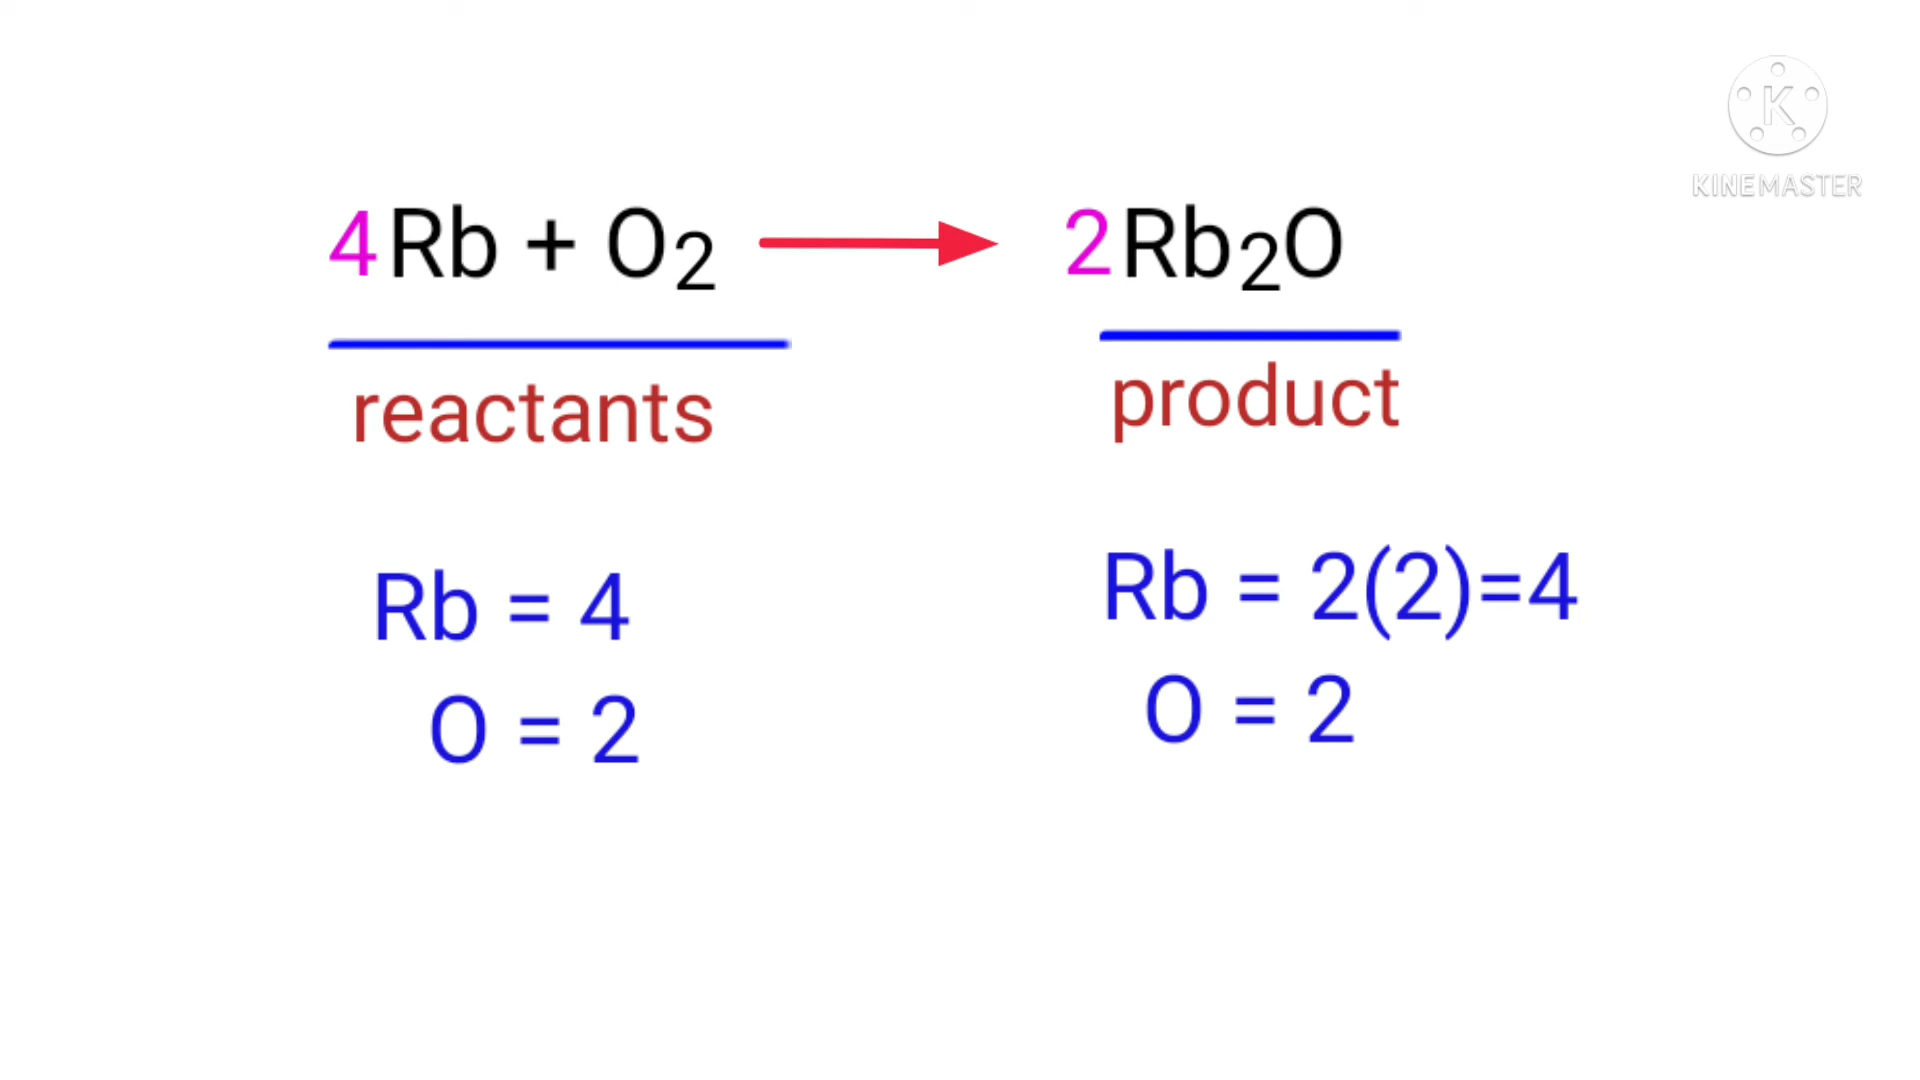 4Rb + O2 → 2Rb2O
reactants
product
Rb = 4
O = 2
Rb = 2(2)=4
O = 2
K
KINEMASTER